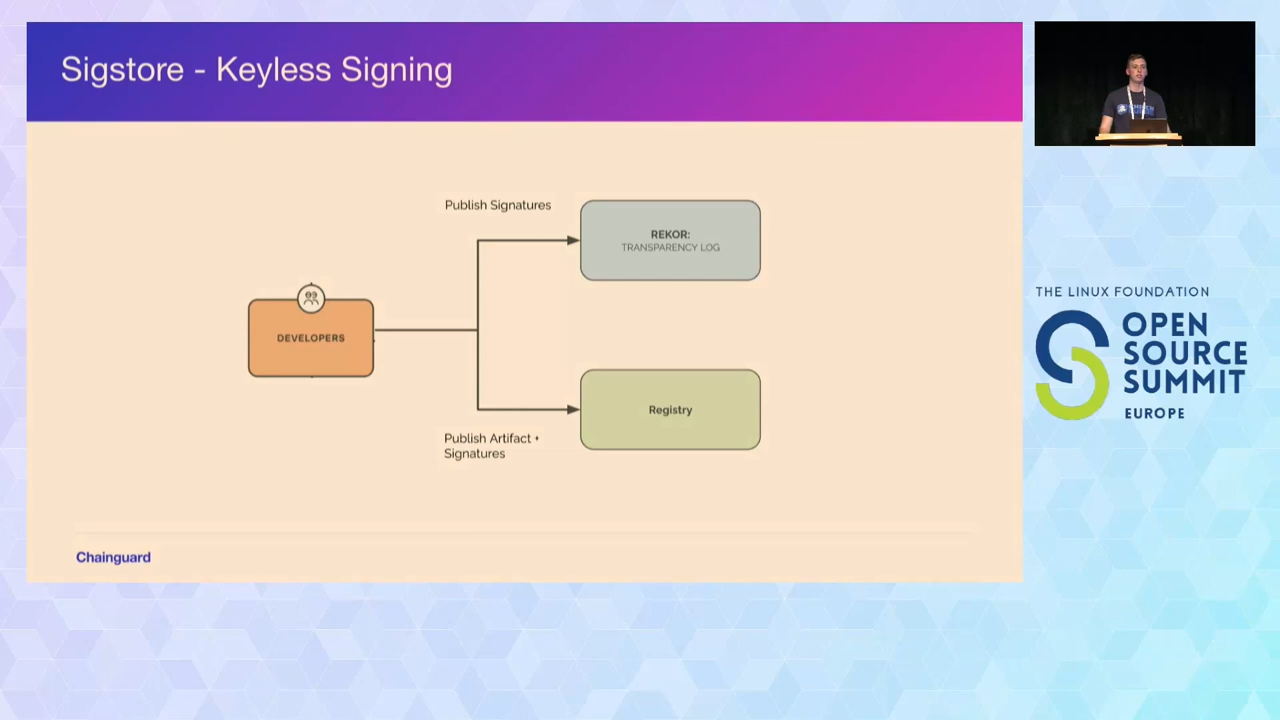 Sigstore - Keyless Signing
Publish Signatures
REKOR:
TRANSPARENCY LOG
DEVELOPERS
Registry
Publish Artifact +
Signatures
Chainguard
THE LINUX FOUNDATION
OPEN
SOURCE
SUMMIT
EUROPE